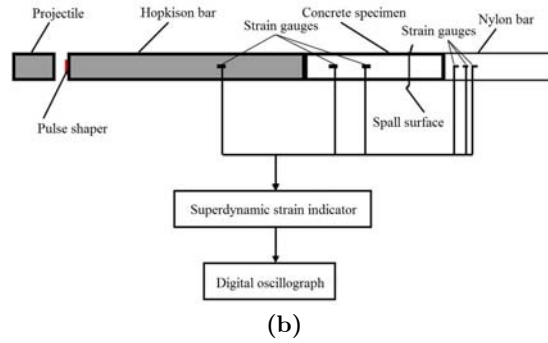 Projectile
Hopkison bar
Concrete specimen
Nylon bar
Strain gauges
Strain gauges
Pulse shaper
Spall surface
Superdynamic strain indicator
Digital oscillograph
(b)